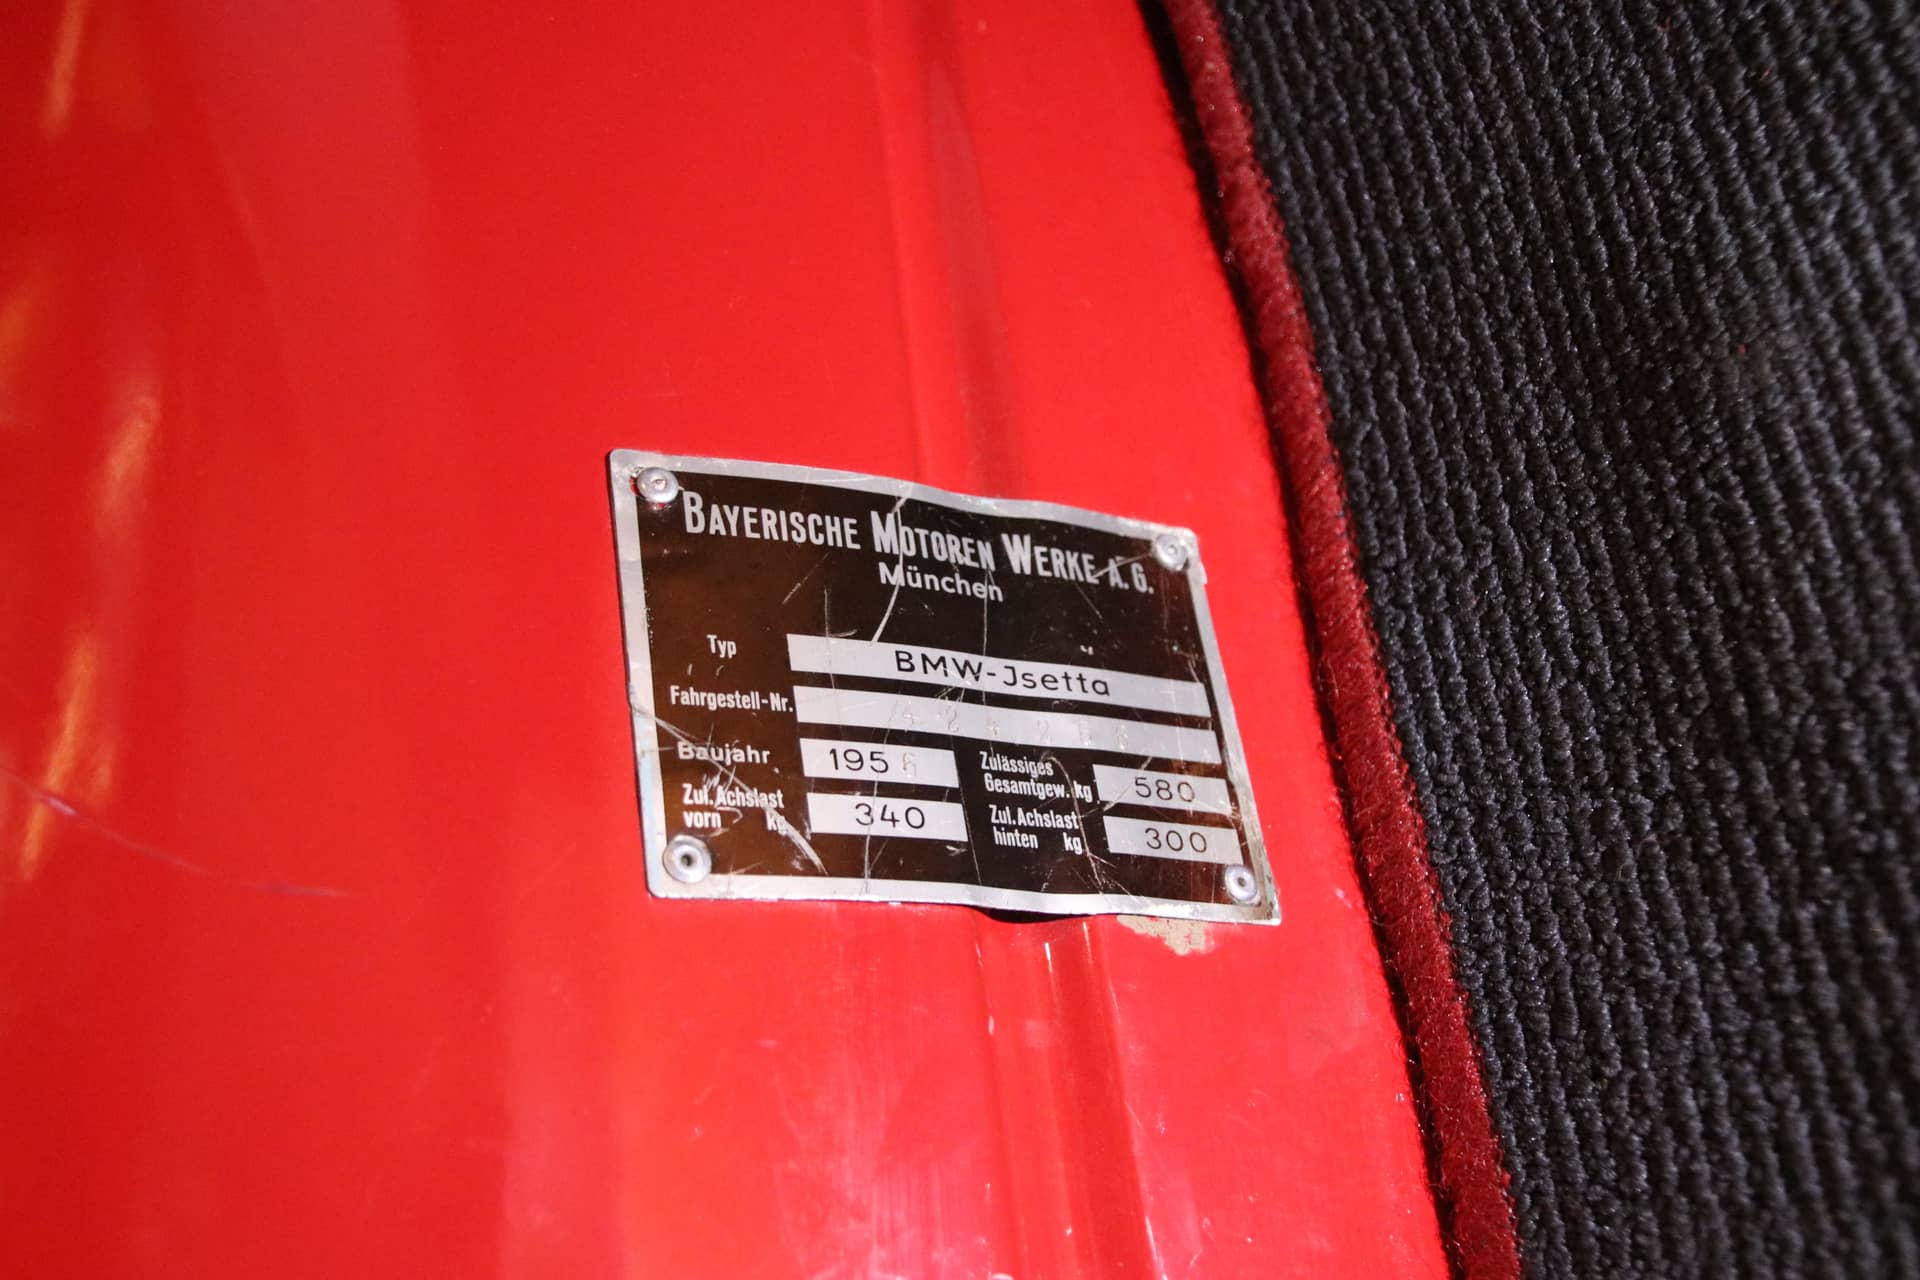 BAYERISCHE MOTOREN WERKE A.G.
München
Typ BMW-Jsetta
Fahrgestell-Nr.
Baujahr 1956
Zulässiges
Gesamtgew. kg 580
Zul.Achslast
vorn kg 340
Zul.Achslast
hinten kg 300